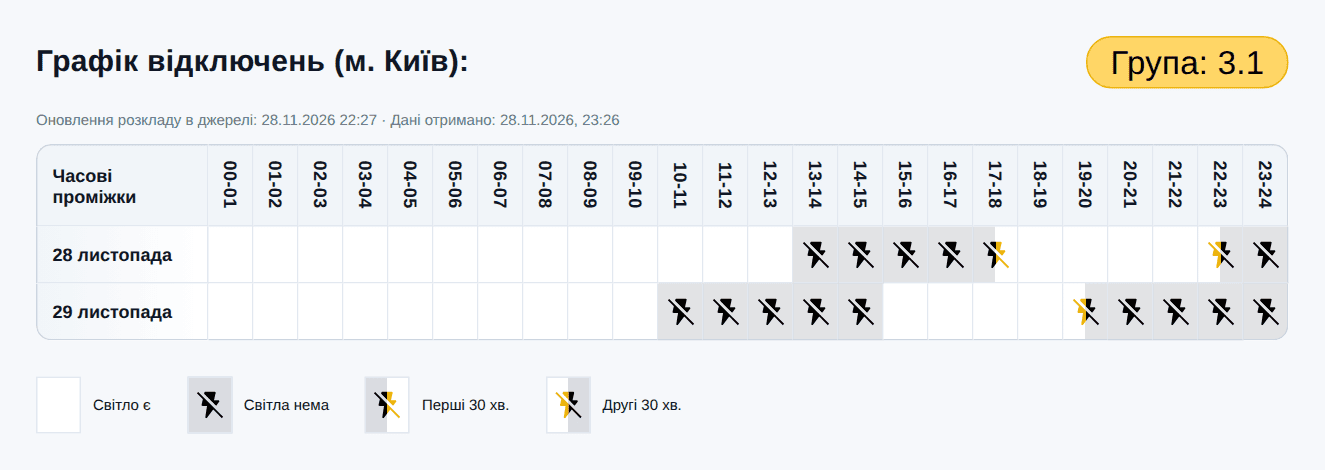 Графік відключень (м. Київ):
Група: 3.1
Оновлення розкладу в джерелі: 28.11.2026 22:27 · Дані отримано: 28.11.2026, 23:26
Часові
проміжки
00-01
01-02
02-03
03-04
04-05
05-06
06-07
07-08
08-09
09-10
10-11
11-12
12-13
13-14
14-15
15-16
16-17
17-18
18-19
19-20
20-21
21-22
22-23
23-24
28 листопада
29 листопада
Світло є
Світла нема
Перші 30 хв.
Другі 30 хв.